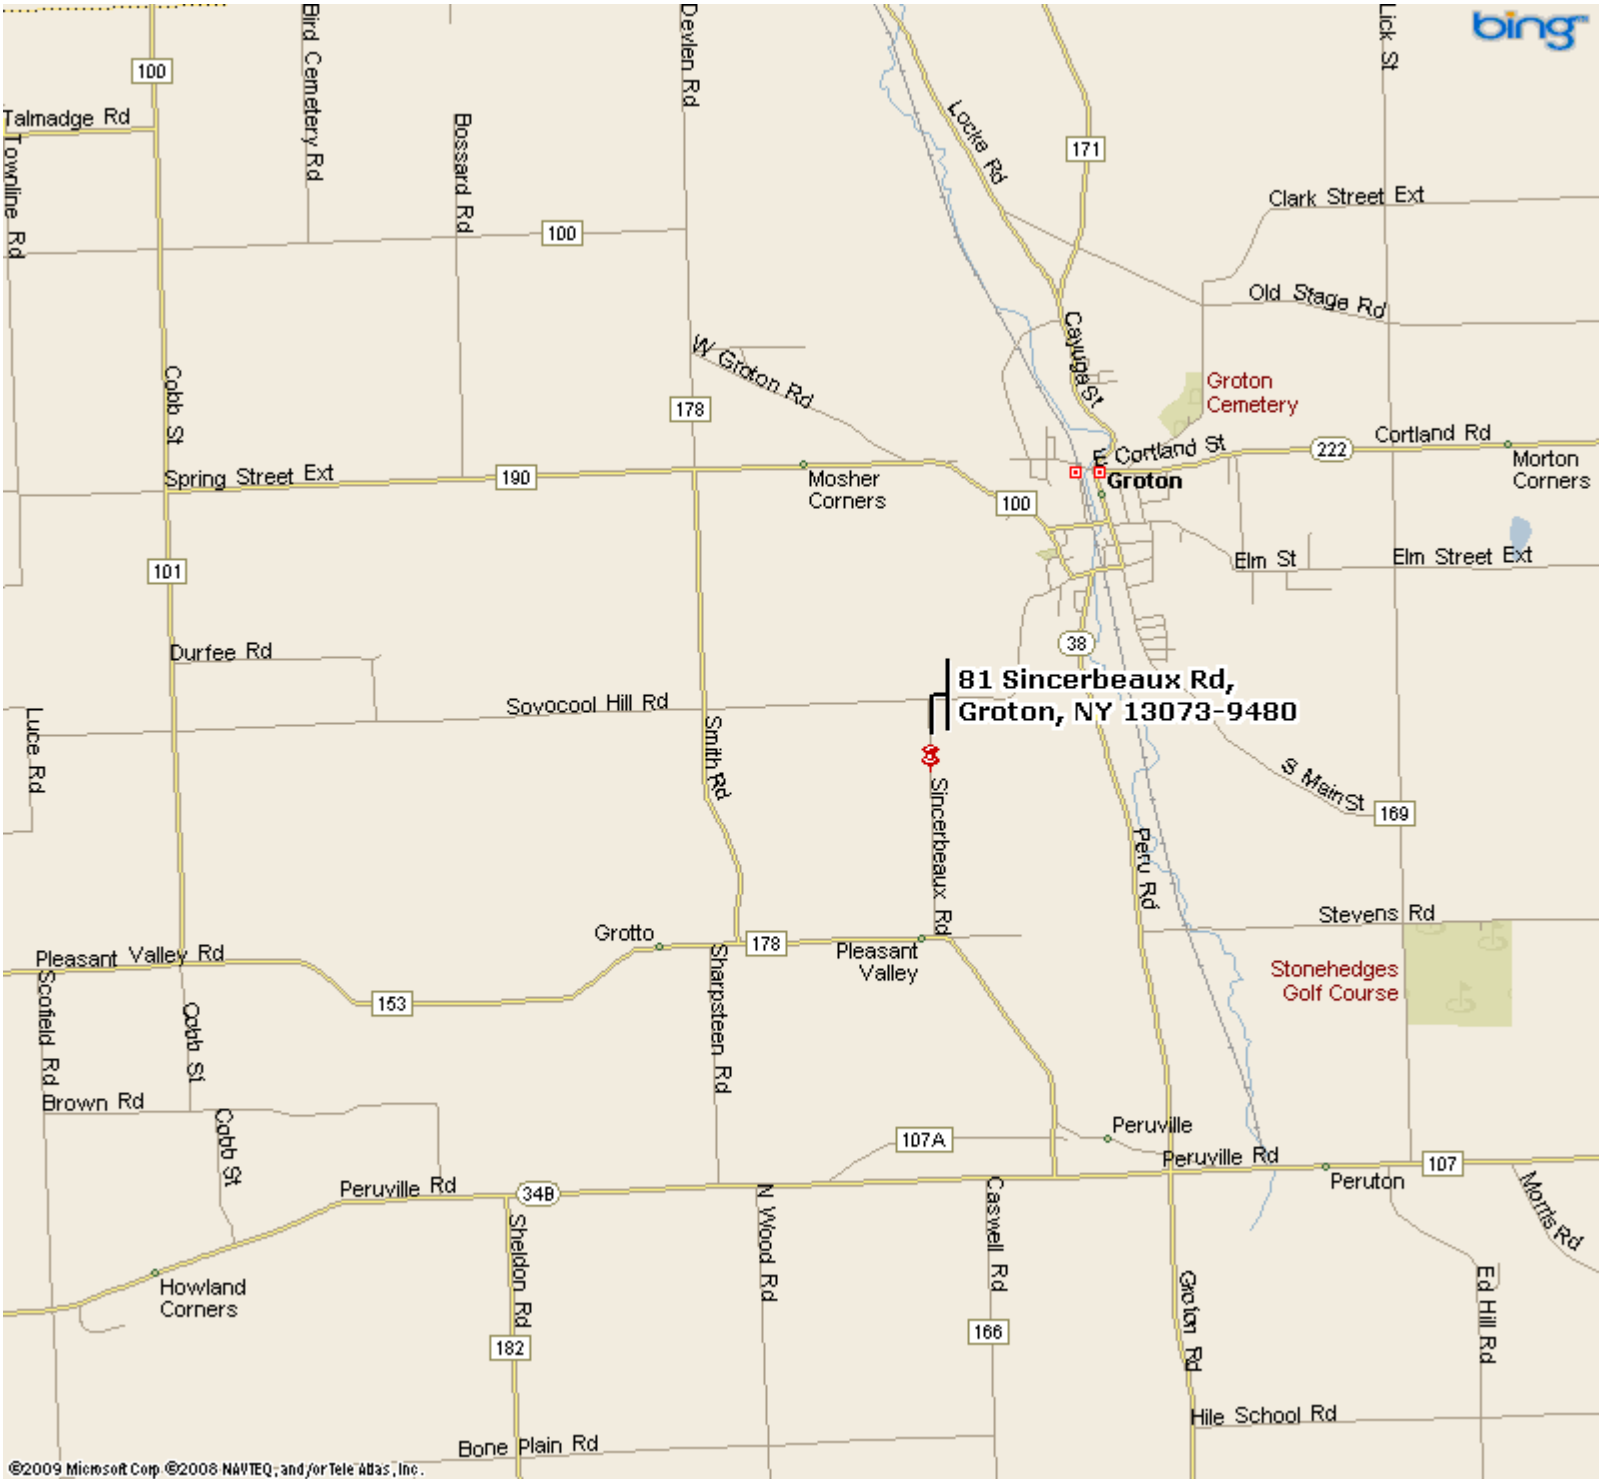 bing
100
Bird Cemetery Rd
Devlen Rd
Lick St
Talmadge Rd
Townline Rd
Bossard Rd
Locke Rd
171
Clark Street Ext
100
Old Stage Rd
Cayuga St
W Groton Rd
Cobb St
178
Groton
Cemetery
E Cortland St
222
Cortland Rd
Spring Street Ext
190
Mosher
Corners
Groton
Morton
Corners
100
101
Elm St
Elm Street Ext
Durfee Rd
38
81 Sincerbeaux Rd,
Groton, NY 13073-9480
Sovocool Hill Rd
Luce Rd
Smith Rd
Sincerbeaux Rd
S Main St
169
Peru Rd
Stevens Rd
Grotto
178
Pleasant
Valley
Pleasant Valley Rd
Stonehedges
Golf Course
Scofield Rd
153
Cobb St
Sharpsteen Rd
Brown Rd
Cobb St
107A
Peruville
Peruville Rd
107
Peruton
Peruville Rd
34B
Sheldon Rd
N Wood Rd
Caswell Rd
Morris Rd
Howland
Corners
Groton Rd
Ed Hill Rd
182
166
Hile School Rd
Bone Plain Rd
©2009 Microsoft Corp ©2008 NAVTEQ, and/or Tele Atlas, Inc.